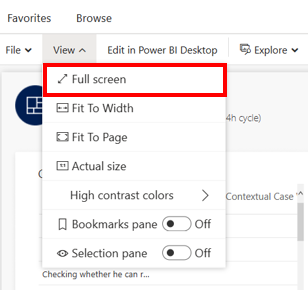 Favorites Browse
File View Edit in Power BI Desktop Explore
Full screen
4h cycle)
Fit To Width
Fit To Page
Actual size
High contrast colors
Contextual Case
Bookmarks pane Off
Selection pane Off
Checking whether he can r...